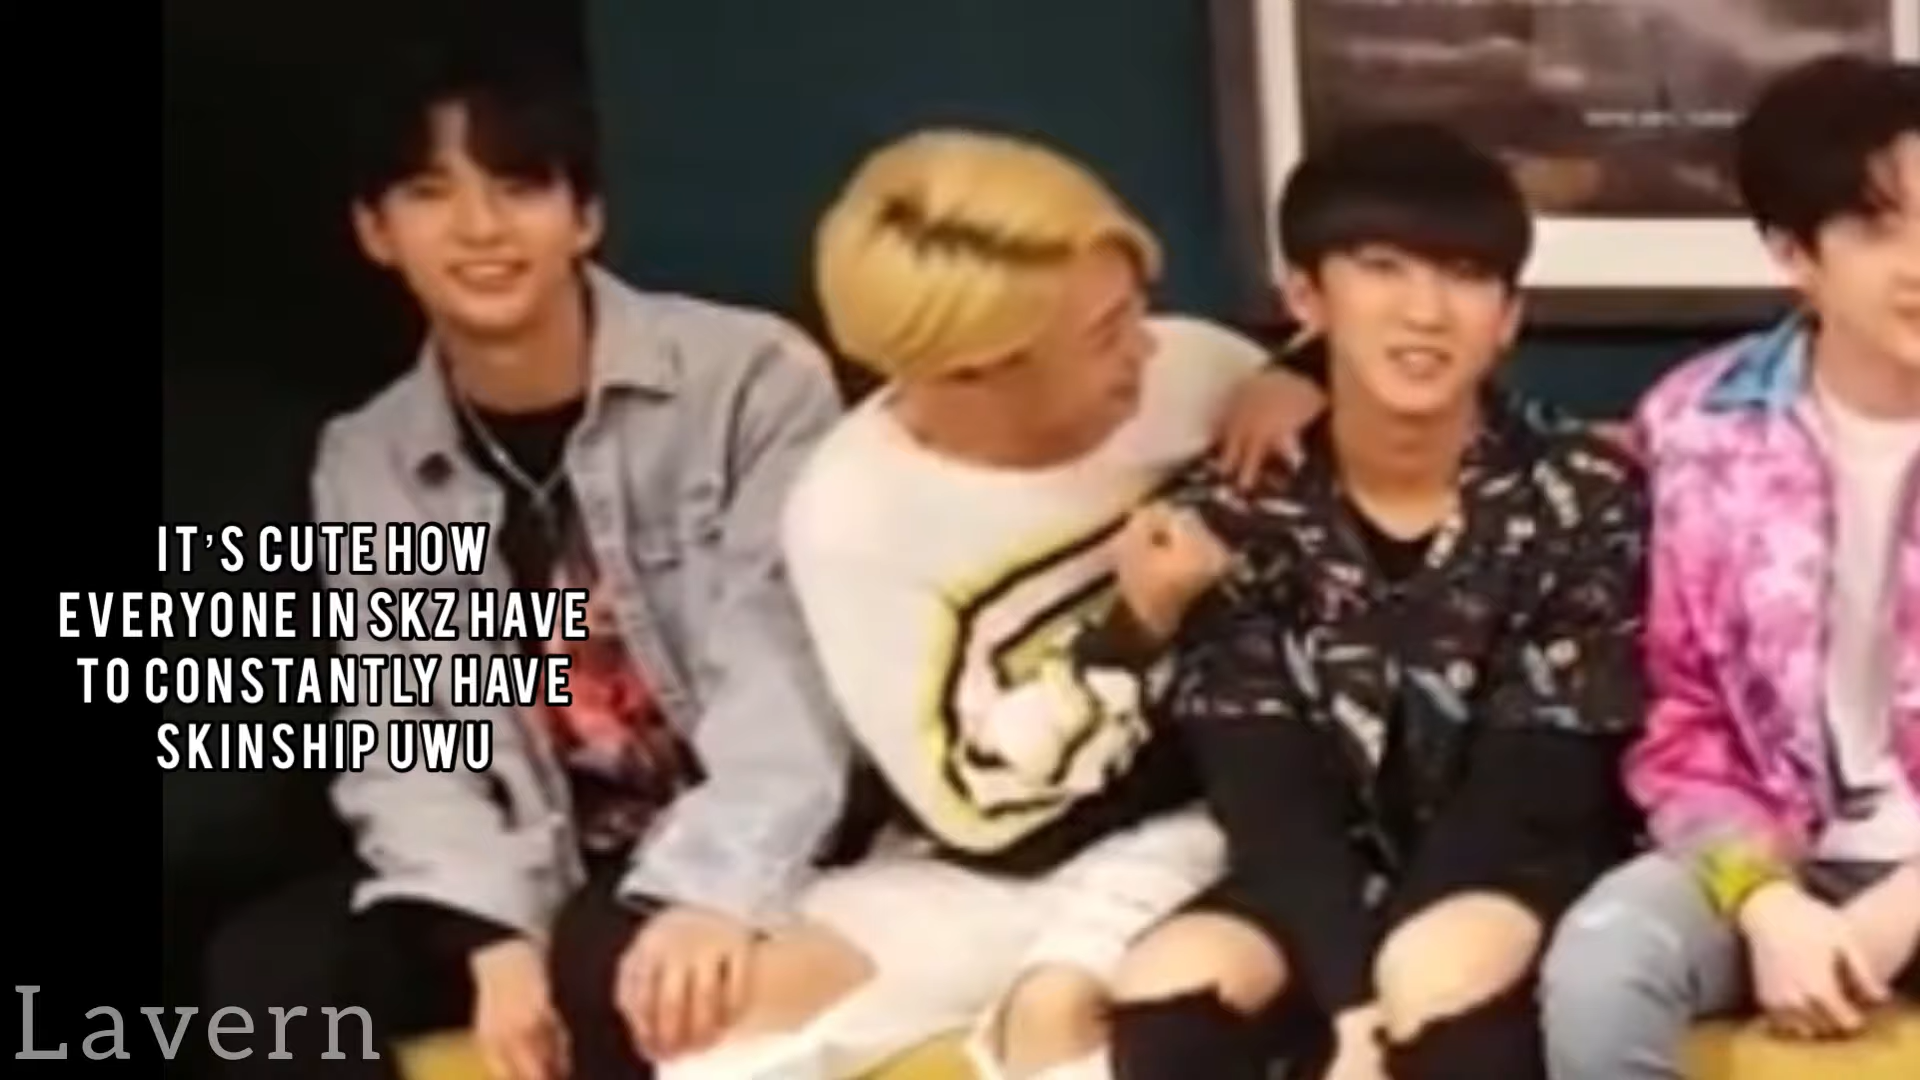 IT'S CUTE HOW
EVERYONE IN SKZ HAVE
TO CONSTANTLY HAVE
SKINSHIP UWU
Lavern